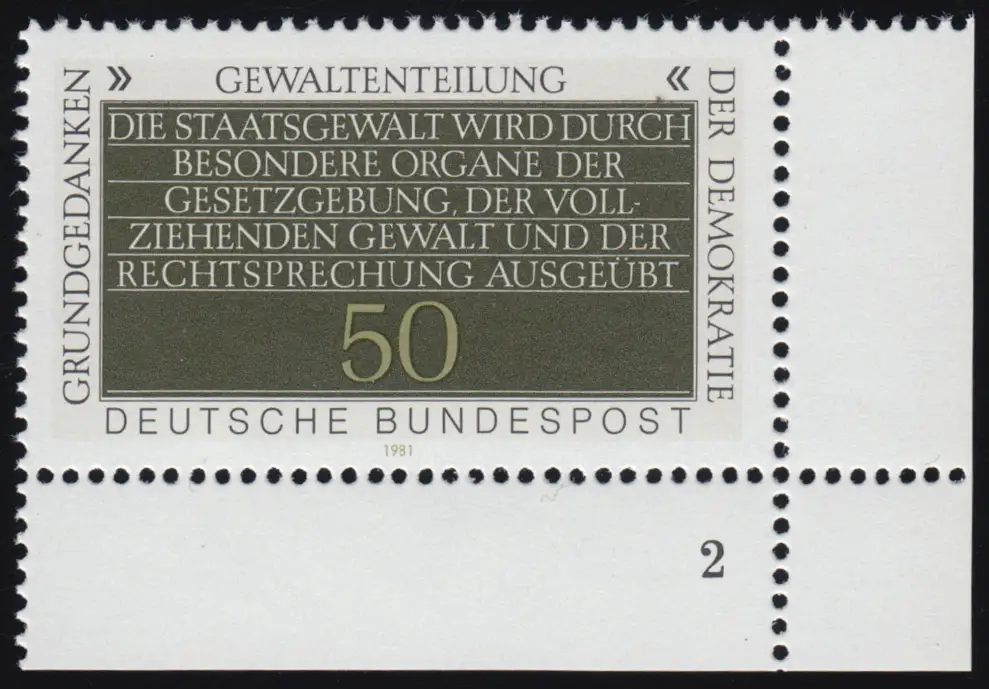 » GEWALTENTEILUNG «
GRUNDGEDANKEN
DER DEMOKRATIE
DIE STAATSGEWALT WIRD DURCH
BESONDERE ORGANE DER
GESETZGEBUNG, DER VOLL-
ZIEHENDEN GEWALT UND DER
RECHTSPRECHUNG AUSGEÜBT
50
DEUTSCHE BUNDESPOST
1981
2